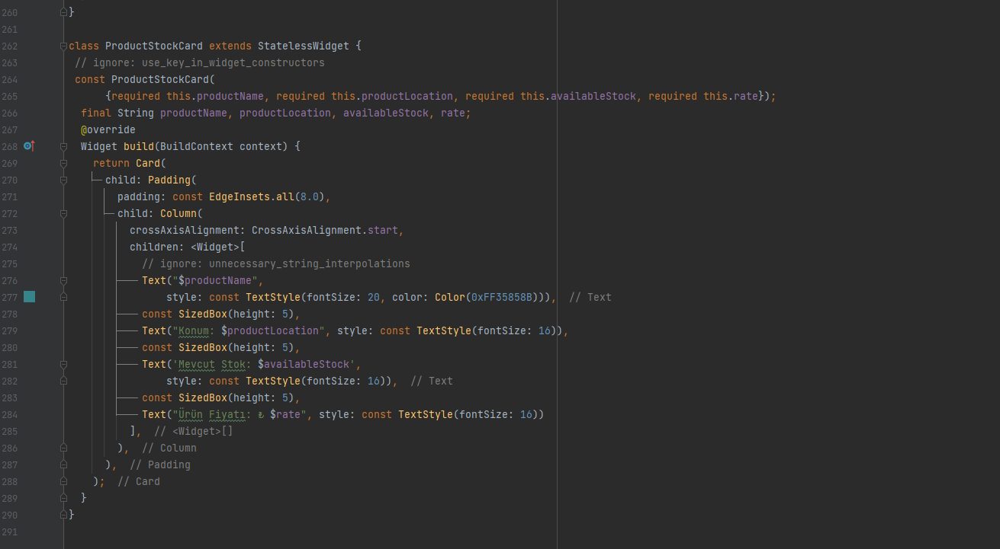 260 }
261
262 class ProductStockCard extends StatelessWidget {
263 // ignore: use_key_in_widget_constructors
264 const ProductStockCard(
265 {required this.productName, required this.productLocation, required this.availableStock, required this.rate});
266 final String productName, productLocation, availableStock, rate;
267 @override
268 Widget build(BuildContext context) {
269 return Card(
270 child: Padding(
271 padding: const EdgeInsets.all(8.0),
272 child: Column(
273 crossAxisAlignment: CrossAxisAlignment.start,
274 children: <Widget>[
275 // ignore: unnecessary_string_interpolations
276 Text("$productName",
277 style: const TextStyle(fontSize: 20, color: Color(0xFF35858B))), // Text
278 const SizedBox(height: 5),
279 Text("Konum: $productLocation", style: const TextStyle(fontSize: 16)),
280 const SizedBox(height: 5),
281 Text('Mevcut Stok: $availableStock',
282 style: const TextStyle(fontSize: 16)), // Text
283 const SizedBox(height: 5),
284 Text("Ürün Fiyatı: ₺ $rate", style: const TextStyle(fontSize: 16))
285 ], // <Widget>[]
286 ), // Column
287 ), // Padding
288 ); // Card
289 }
290 }
291